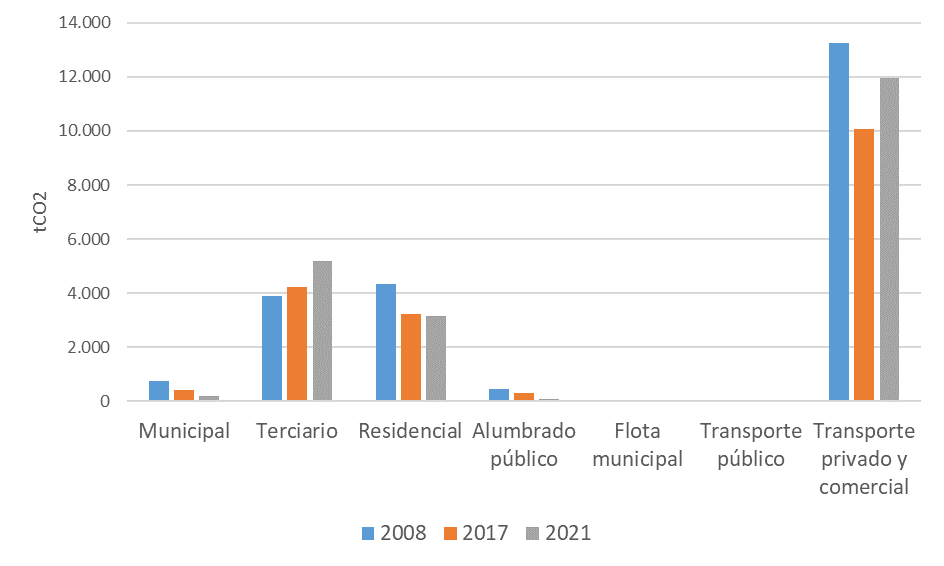 14.000
12.000
10.000
8.000
6.000
4.000
2.000
0
tCO2
Municipal
Terciario
Residencial
Alumbrado
público
Flota
municipal
Transporte
público
Transporte
privado y
comercial
2008
2017
2021